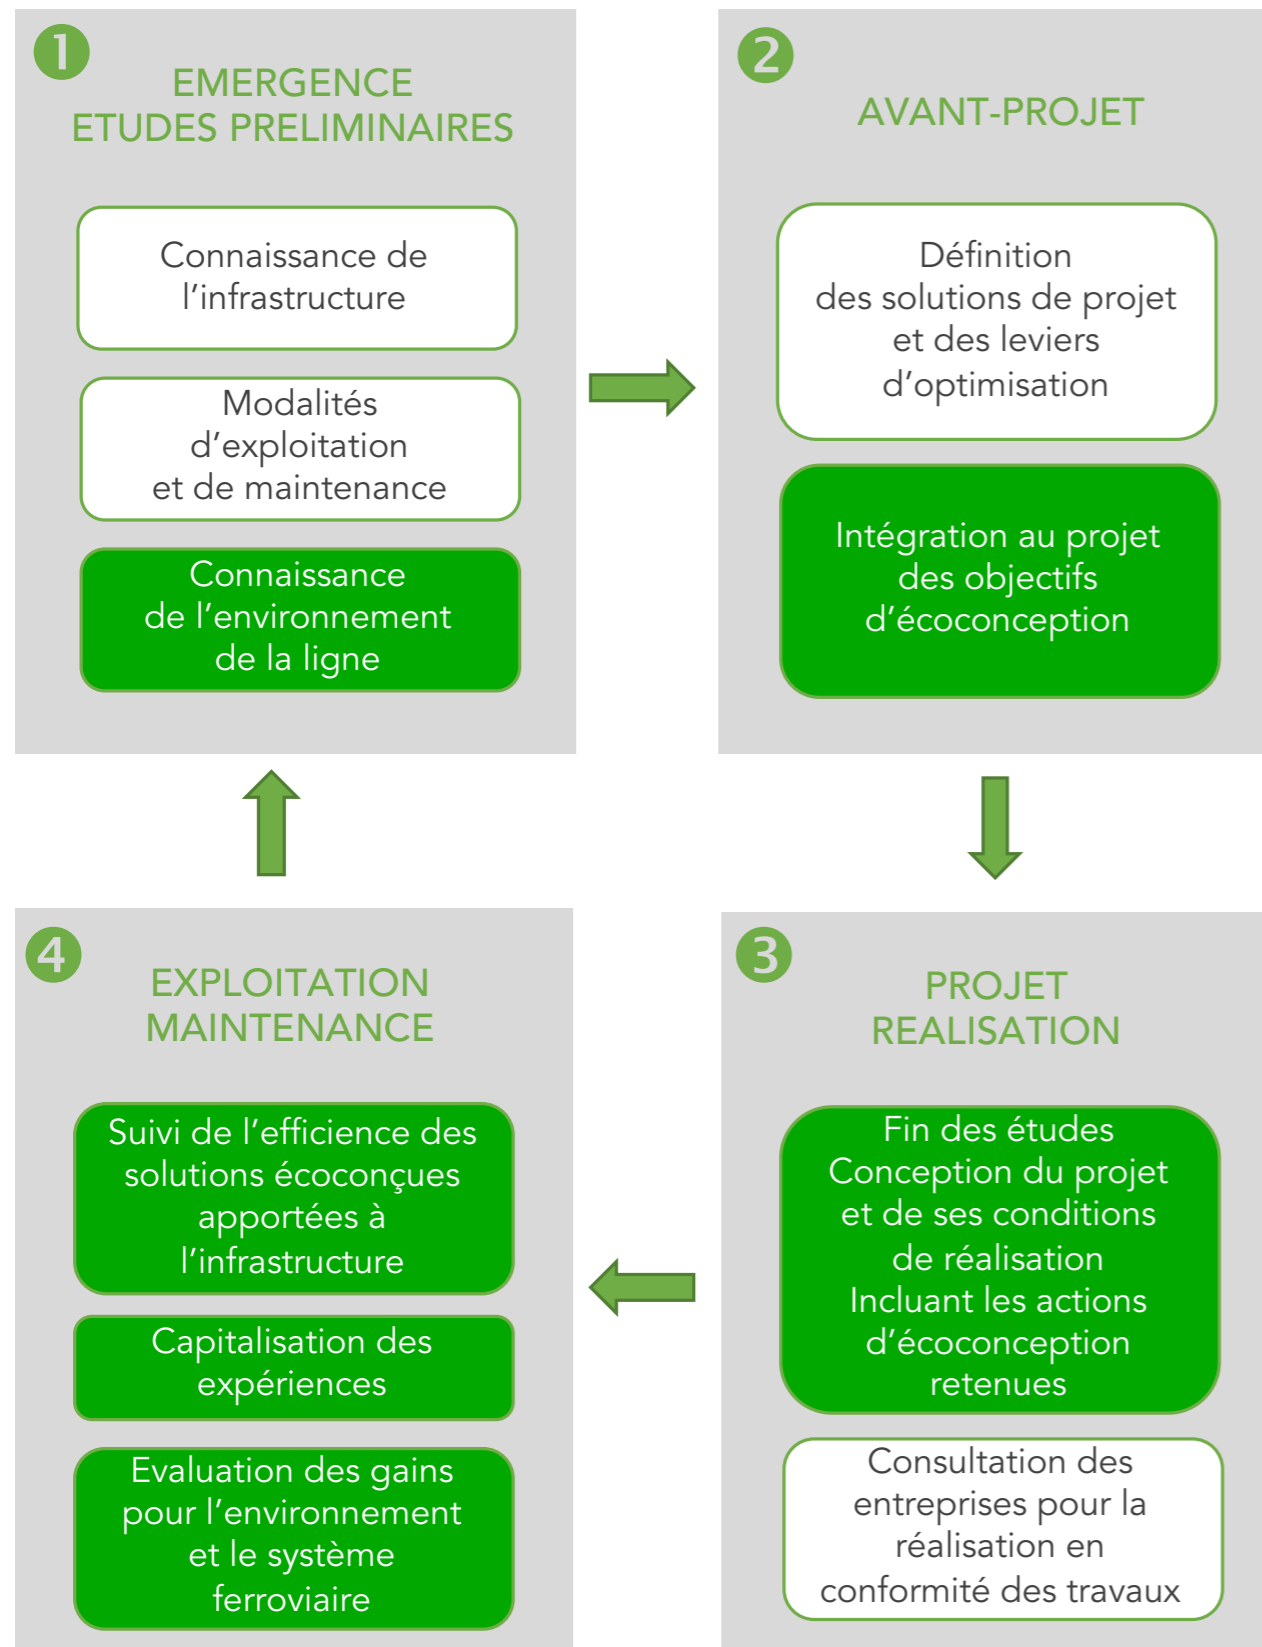 1
EMERGENCE
ETUDES PRELIMINAIRES
Connaissance de
l’infrastructure
Modalités
d’exploitation
et de maintenance
Connaissance
de l’environnement
de la ligne
2
AVANT-PROJET
Définition
des solutions de projet
et des leviers
d’optimisation
Intégration au projet
des objectifs
d’écoconception
3
PROJET
REALISATION
Fin des études
Conception du projet
et de ses conditions
de réalisation
Incluant les actions
d’écoconception
retenues
Consultation des
entreprises pour la
réalisation en
conformité des travaux
4
EXPLOITATION
MAINTENANCE
Suivi de l’efficience des
solutions écoconçues
apportées à
l’infrastructure
Capitalisation des
expériences
Evaluation des gains
pour l’environnement
et le système
ferroviaire